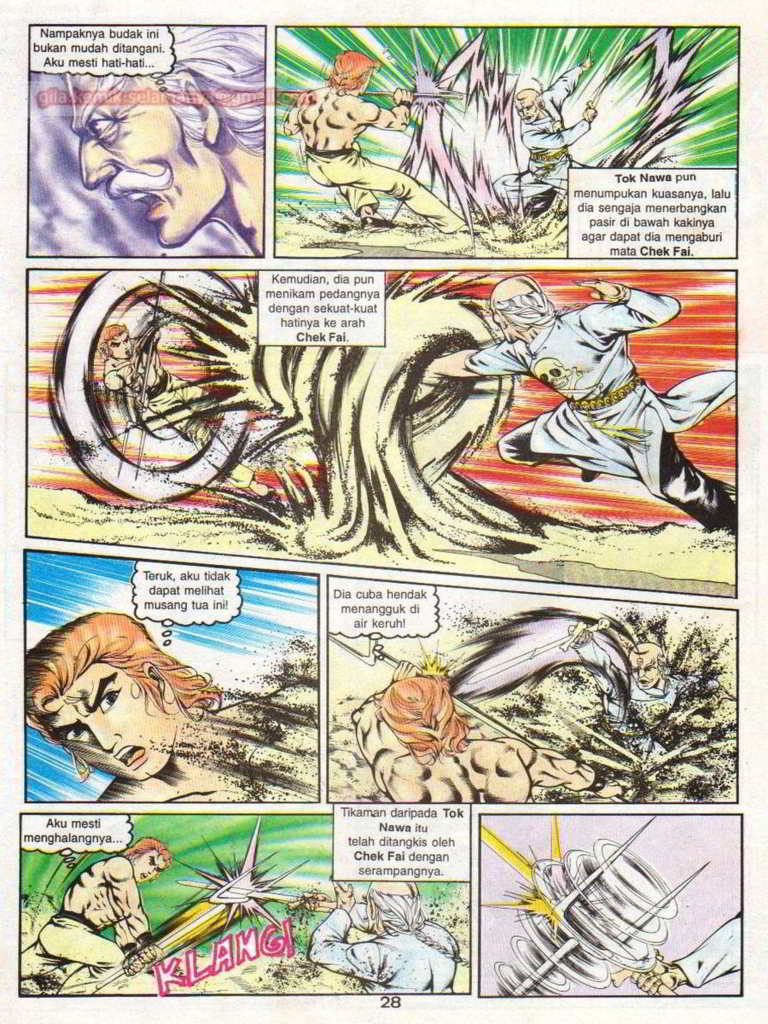 Nampaknya budak ini
bukan mudah ditangani.
Aku mesti hati-hati...
Tok Nawa pun
menumpukan kuasanya, lalu
dia sengaja menerbangkan
pasir di bawah kakinya
agar dapat dia mengaburi
mata Chek Fai.
Kemudian, dia pun
menikam pedangnya
dengan sekuat-kuat
hatinya ke arah
Chek Fai.
Teruk, aku tidak
dapat melihat
musang tua ini!
Dia cuba hendak
menangguk di
air keruh!
Aku mesti
menghalangnya...
Tikaman daripada Tok
Nawa itu
telah ditangkis oleh
Chek Fai dengan
serampangnya.
KLANG!
28